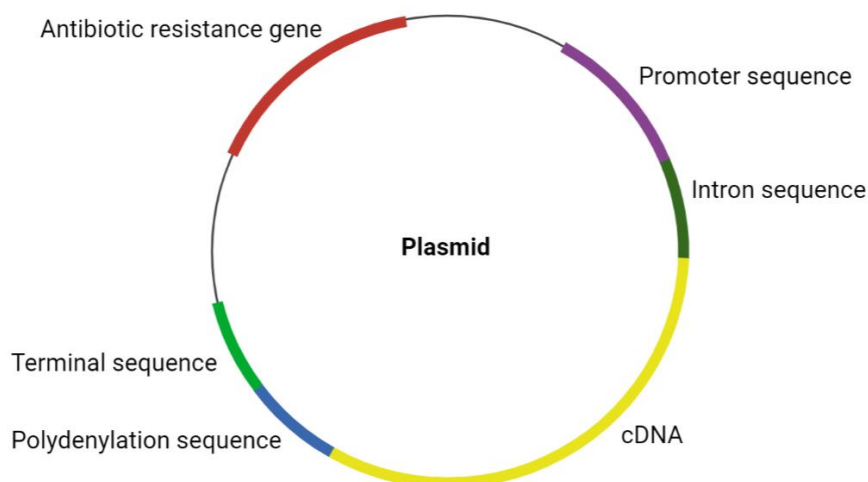 Antibiotic resistance gene
Promoter sequence
Intron sequence
Plasmid
Terminal sequence
cDNA
Polydenylation sequence